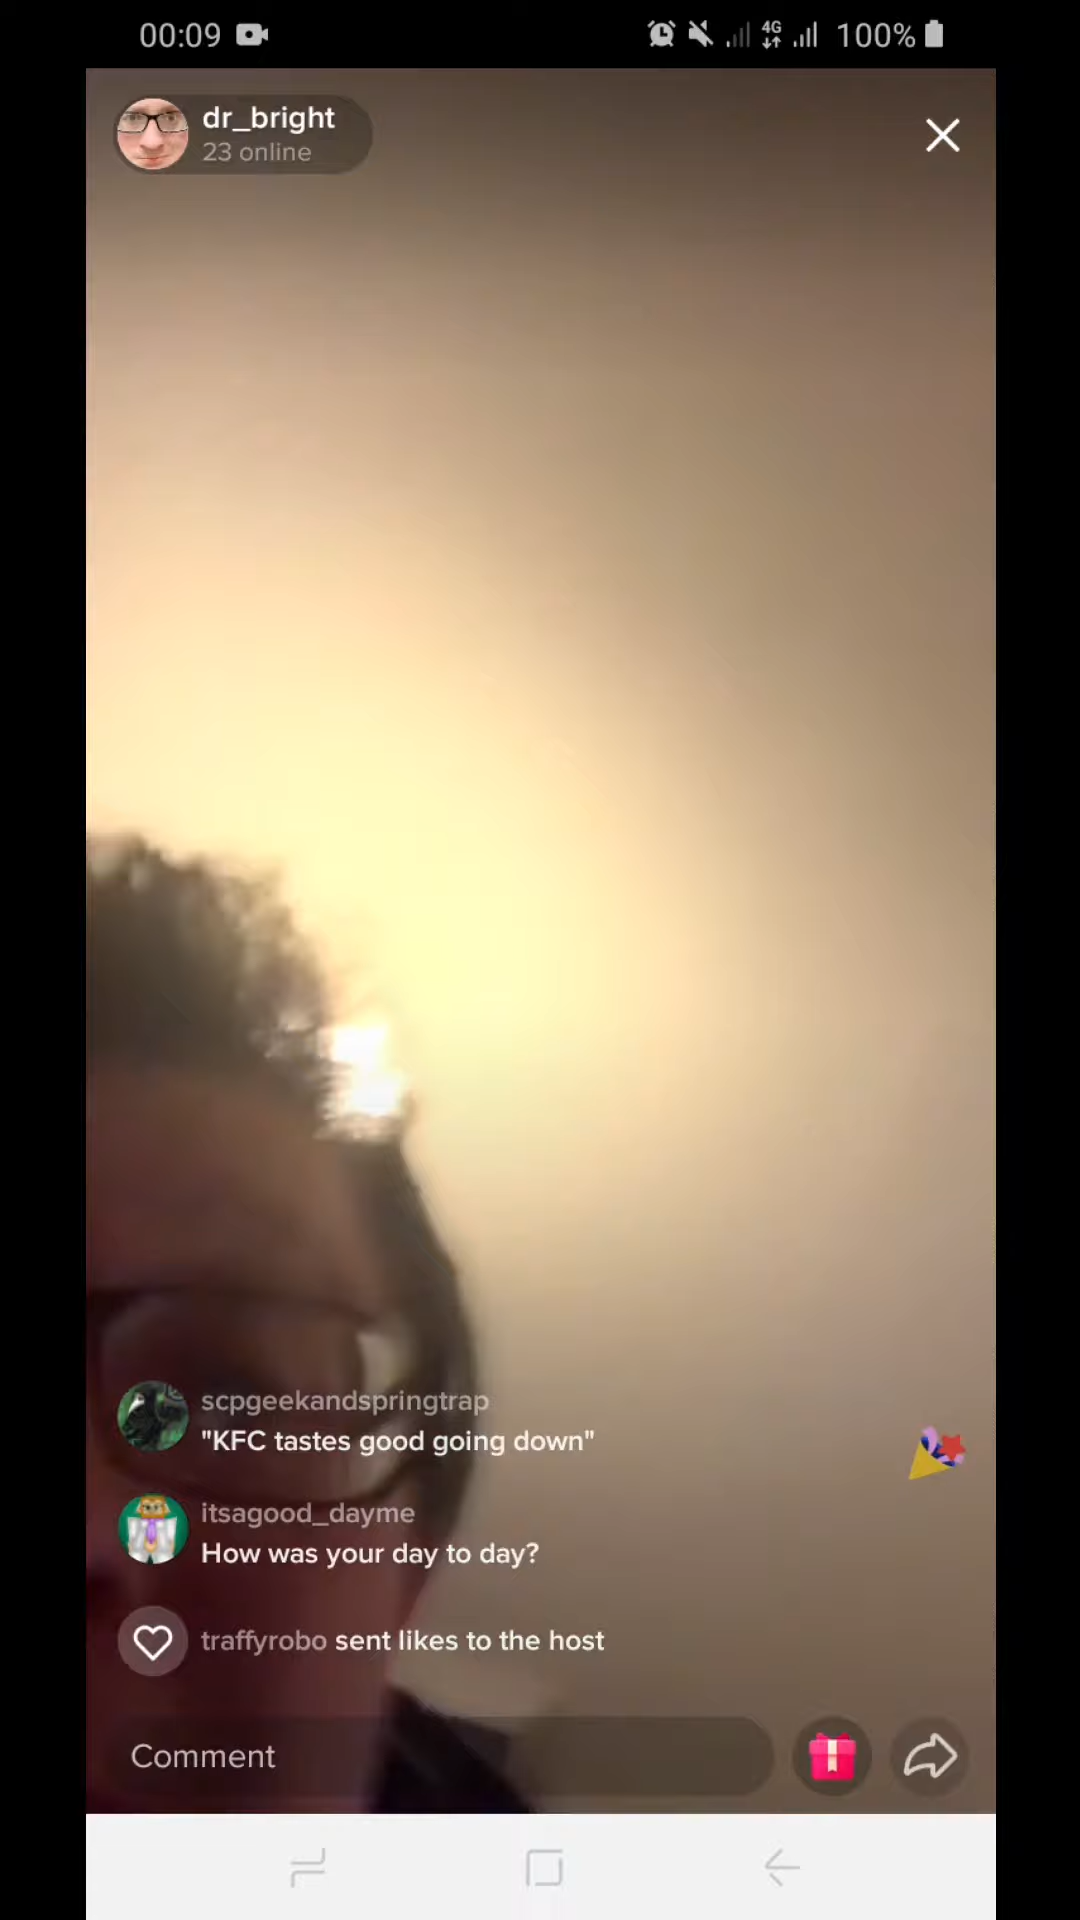 00:09
4G
100%
dr_bright
23 online
scpgeekandspringtrap
"KFC tastes good going down"
itsagood_dayme
How was your day to day?
traffyrobo sent likes to the host
Comment